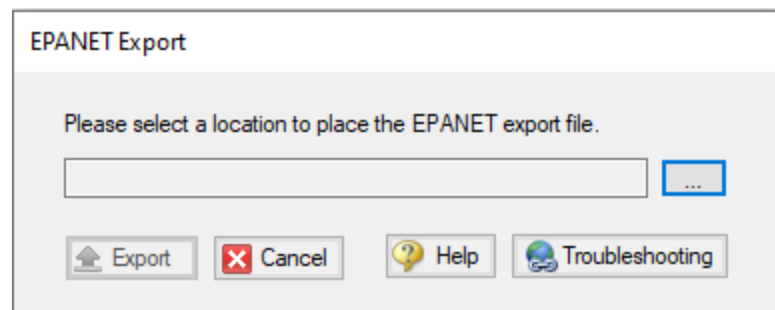 EPANET Export
Please select a location to place the EPANET export file.
...
Export Cancel Help Troubleshooting